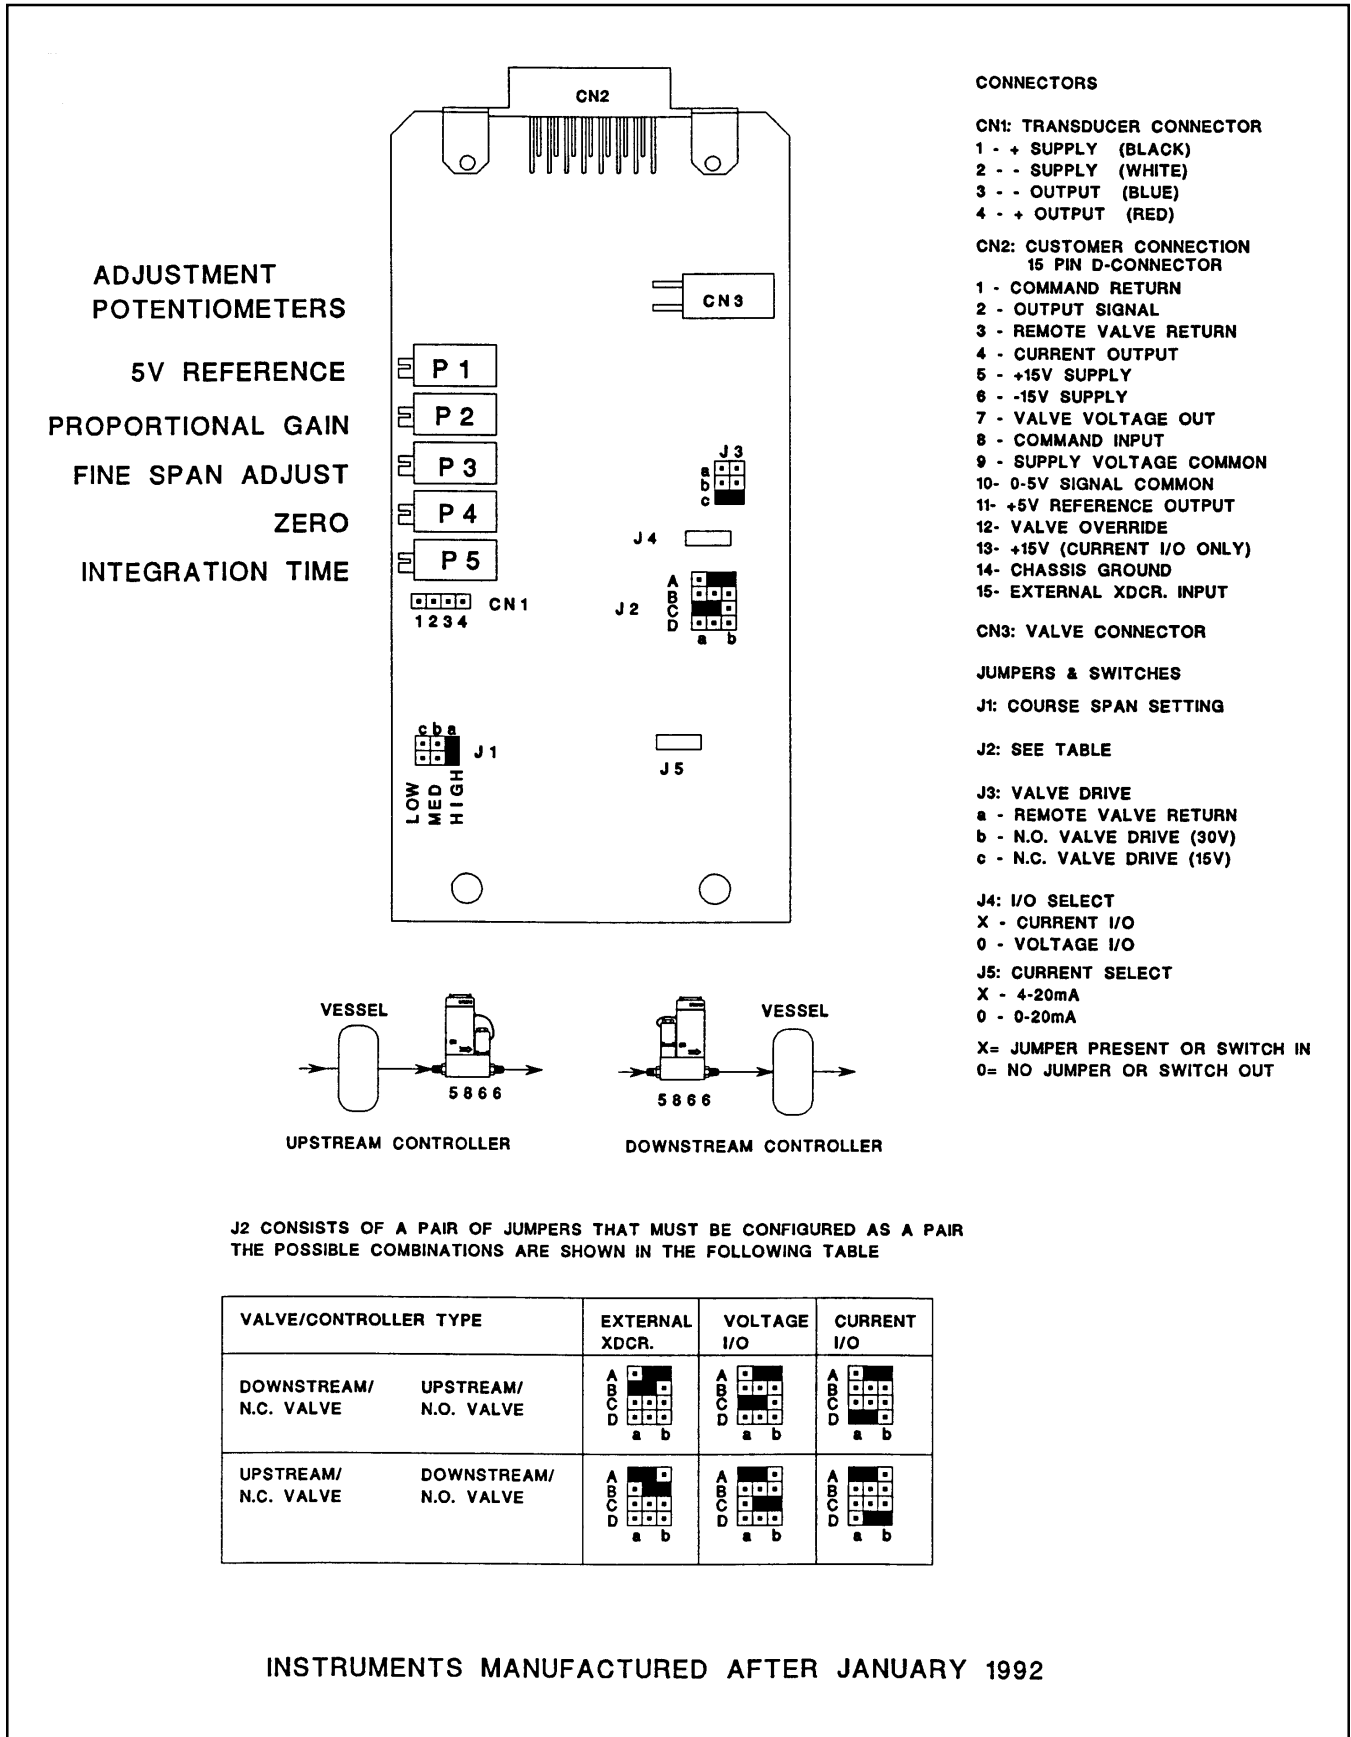 CN2
ADJUSTMENT
POTENTIOMETERS
5V REFERENCE
PROPORTIONAL GAIN
FINE SPAN ADJUST
ZERO
INTEGRATION TIME
P 1
P 2
P 3
P 4
P 5
CN3
J 3
a
b
c
J 4
J 2
A
B
C
D
a b
CN1
1 2 3 4
c b a
J 1
LOW
MED
HIGH
J 5
CONNECTORS
CN1: TRANSDUCER CONNECTOR
1 - + SUPPLY (BLACK)
2 - - SUPPLY (WHITE)
3 - - OUTPUT (BLUE)
4 - + OUTPUT (RED)
CN2: CUSTOMER CONNECTION
15 PIN D-CONNECTOR
1 - COMMAND RETURN
2 - OUTPUT SIGNAL
3 - REMOTE VALVE RETURN
4 - CURRENT OUTPUT
5 - +15V SUPPLY
6 - -15V SUPPLY
7 - VALVE VOLTAGE OUT
8 - COMMAND INPUT
9 - SUPPLY VOLTAGE COMMON
10- 0-5V SIGNAL COMMON
11- +5V REFERENCE OUTPUT
12- VALVE OVERRIDE
13- +15V (CURRENT I/O ONLY)
14- CHASSIS GROUND
15- EXTERNAL XDCR. INPUT
CN3: VALVE CONNECTOR
JUMPERS & SWITCHES
J1: COURSE SPAN SETTING
J2: SEE TABLE
J3: VALVE DRIVE
a - REMOTE VALVE RETURN
b - N.O. VALVE DRIVE (30V)
c - N.C. VALVE DRIVE (15V)
J4: I/O SELECT
X - CURRENT I/O
0 - VOLTAGE I/O
J5: CURRENT SELECT
X - 4-20mA
0 - 0-20mA
X= JUMPER PRESENT OR SWITCH IN
0= NO JUMPER OR SWITCH OUT
VESSEL
5866
UPSTREAM CONTROLLER
VESSEL
5866
DOWNSTREAM CONTROLLER
J2 CONSISTS OF A PAIR OF JUMPERS THAT MUST BE CONFIGURED AS A PAIR
THE POSSIBLE COMBINATIONS ARE SHOWN IN THE FOLLOWING TABLE
VALVE/CONTROLLER TYPE
EXTERNAL
XDCR.
VOLTAGE
I/O
CURRENT
I/O
DOWNSTREAM/
N.C. VALVE
UPSTREAM/
N.O. VALVE
A
B
C
D
a b
A
B
C
D
a b
A
B
C
D
a b
UPSTREAM/
N.C. VALVE
DOWNSTREAM/
N.O. VALVE
A
B
C
D
a b
A
B
C
D
a b
A
B
C
D
a b
INSTRUMENTS MANUFACTURED AFTER JANUARY 1992